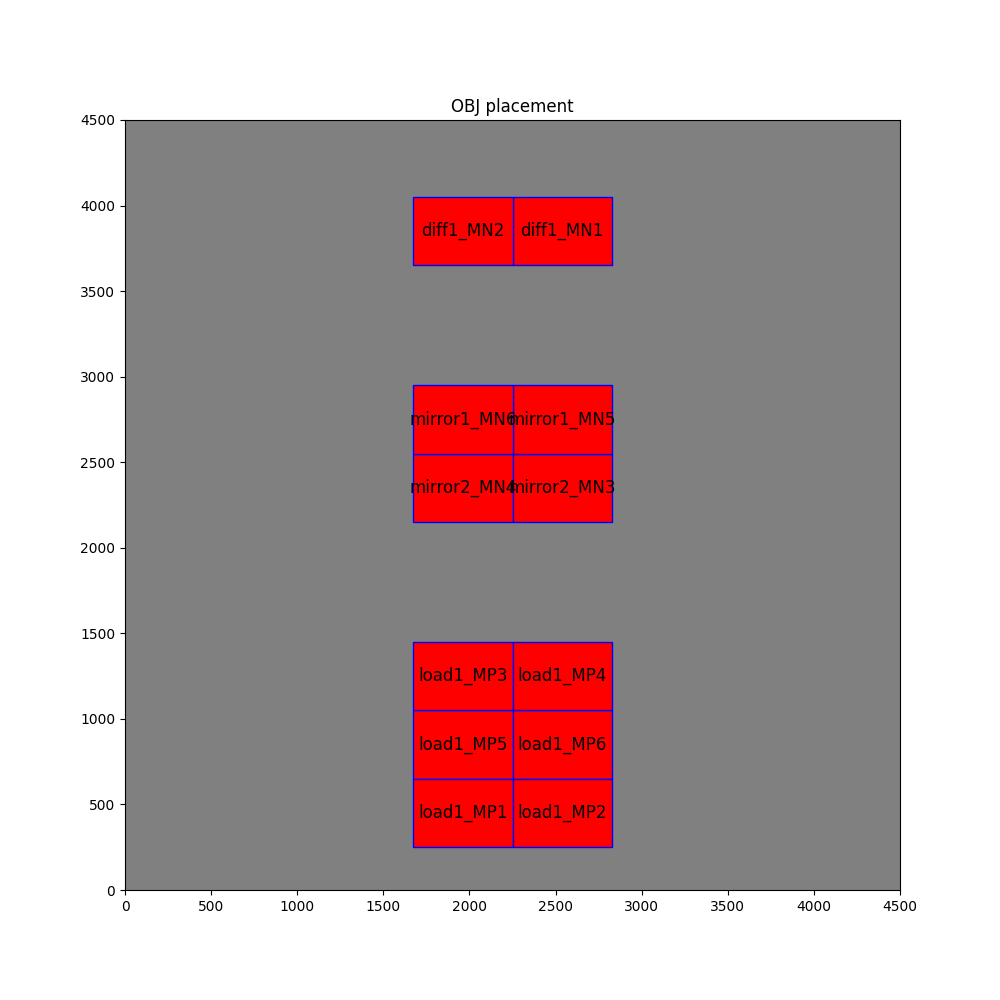 OBJ placement
4500
4000
3500
3000
2500
2000
1500
1000
500
0
diff1_MN2 diff1_MN1
mirror1_MN6 mirror1_MN5
mirror2_MN4 mirror2_MN3
load1_MP3 load1_MP4
load1_MP5 load1_MP6
load1_MP1 load1_MP2
0 500 1000 1500 2000 2500 3000 3500 4000 4500